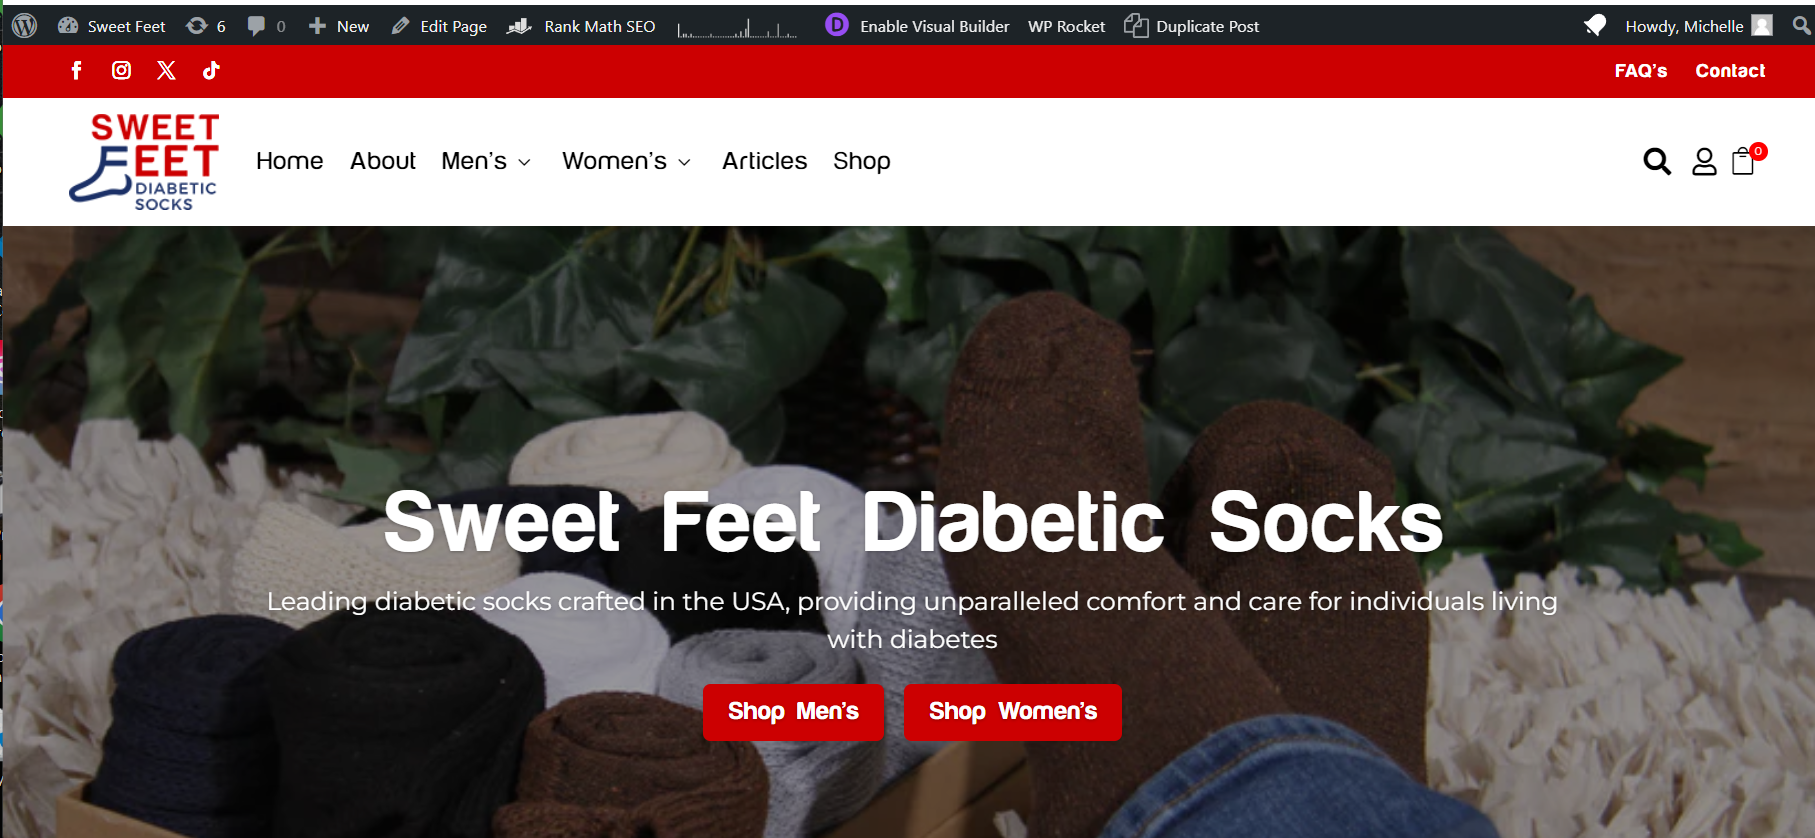 Sweet Feet 6 0 New Edit Page Rank Math SEO D Enable Visual Builder WP Rocket Duplicate Post Howdy, Michelle
FAQ's Contact
SWEET
FEET
DIABETIC
SOCKS
Home About Men's Women's Articles Shop 0
Sweet Feet Diabetic Socks
Leading diabetic socks crafted in the USA, providing unparalleled comfort and care for individuals living
with diabetes
Shop Men's Shop Women's